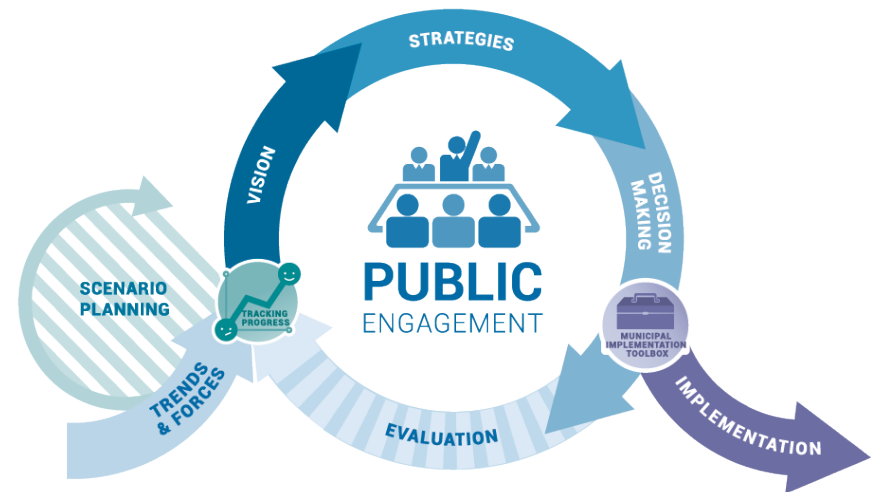 STRATEGIES
VISION
DECISION
MAKING
PUBLIC
ENGAGEMENT
SCENARIO
PLANNING
TRACKING
PROGRESS
MUNICIPAL
IMPLEMENTATION
TOOLBOX
TRENDS
& FORCES
EVALUATION
IMPLEMENTATION